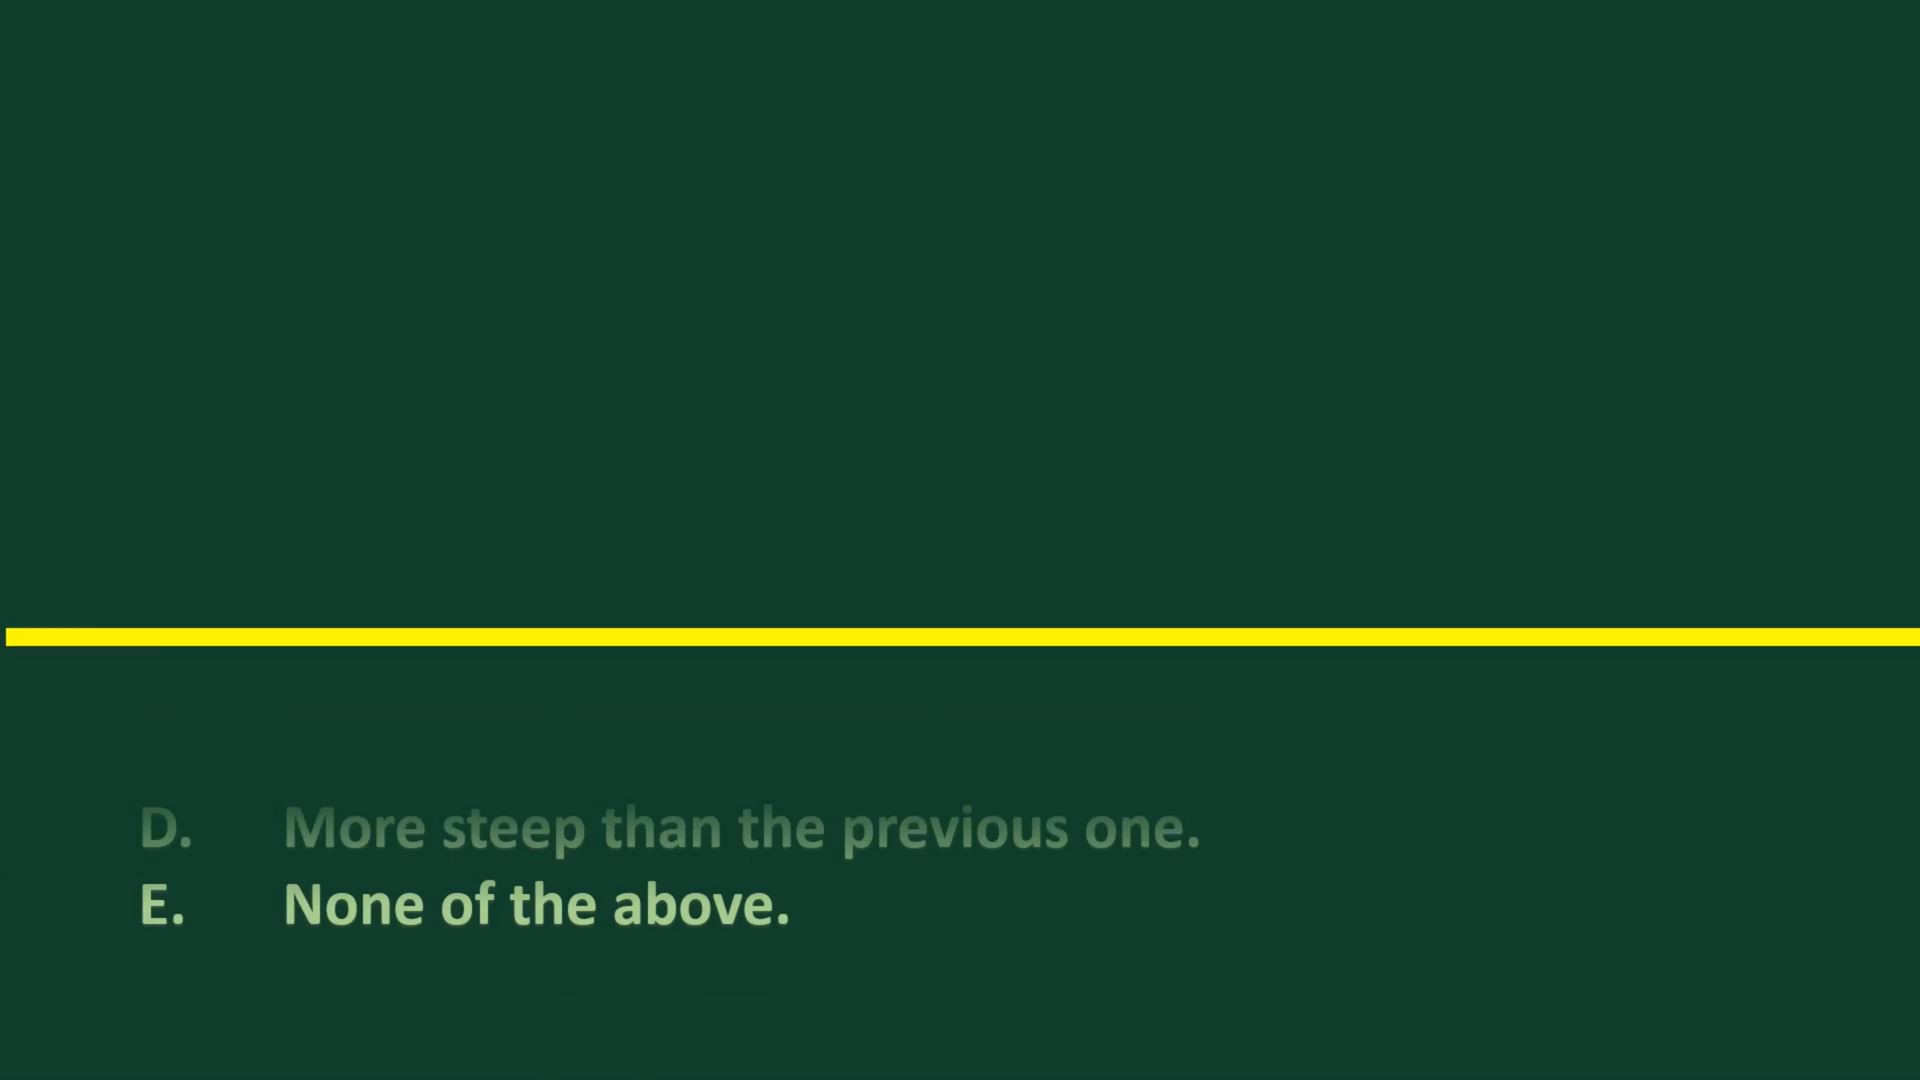 D. More steep than the previous one.
E. None of the above.